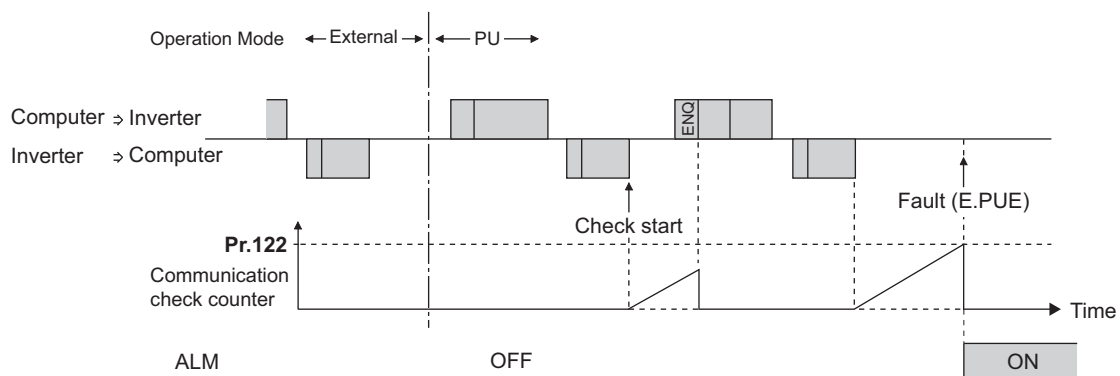 Operation Mode External PU
Computer ⇒ Inverter
ENQ
Inverter ⇒ Computer
Fault (E.PUE)
Check start
Pr.122
Communication
check counter
Time
ALM OFF ON